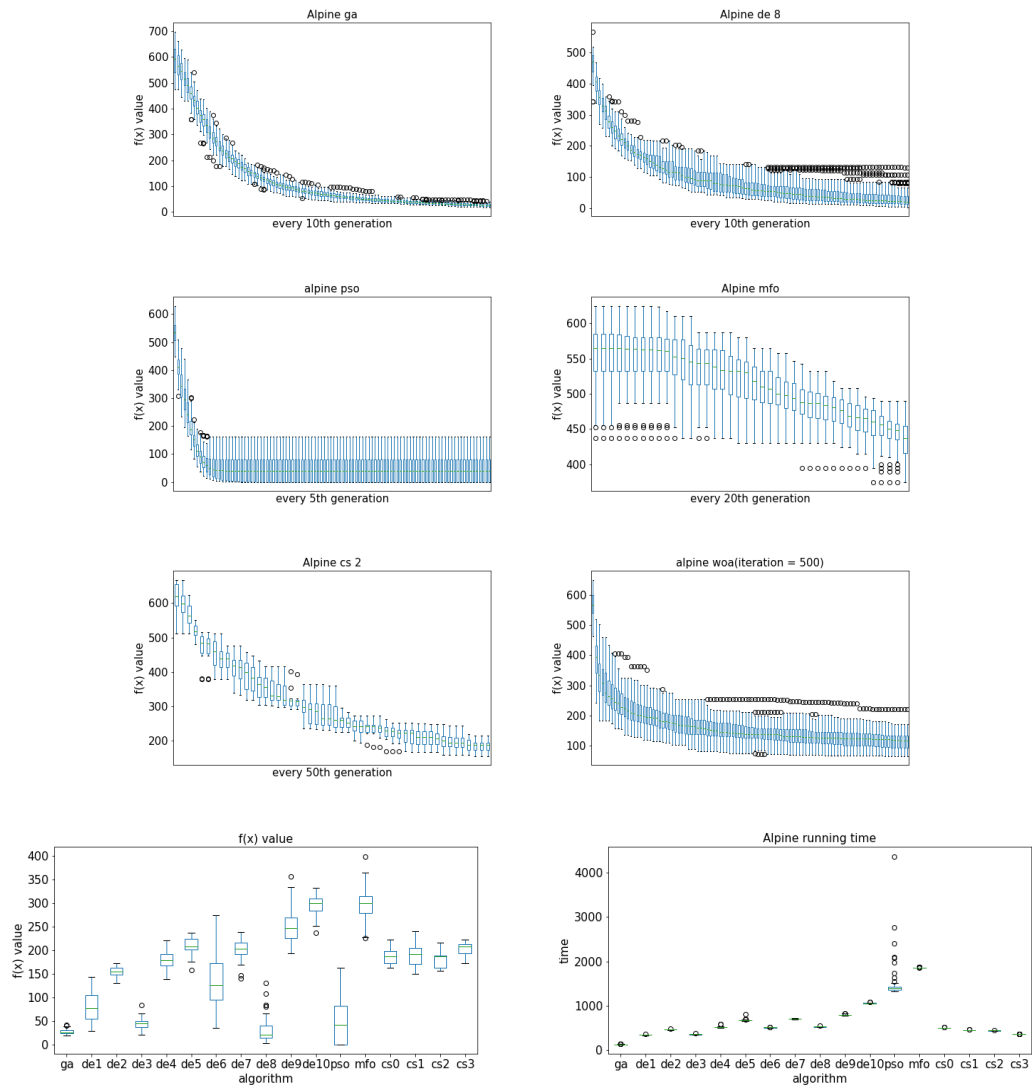 Alpine ga
f(x) value
700
600
500
400
300
200
100
0
every 10th generation
Alpine de 8
f(x) value
500
400
300
200
100
0
every 10th generation
alpine pso
f(x) value
600
500
400
300
200
100
0
every 5th generation
Alpine mfo
f(x) value
600
550
500
450
400
every 20th generation
Alpine cs 2
f(x) value
600
500
400
300
200
every 50th generation
alpine woa(iteration = 500)
f(x) value
600
500
400
300
200
100
every 10th generation
f(x) value
f(x) value
400
350
300
250
200
150
100
50
0
ga de1 de2 de3 de4 de5 de6 de7 de8 de9 de10 pso mfo cs0 cs1 cs2 cs3
algorithm
Alpine running time
time
4000
3000
2000
1000
0
ga de1 de2 de3 de4 de5 de6 de7 de8 de9 de10 pso mfo cs0 cs1 cs2 cs3
algorithm